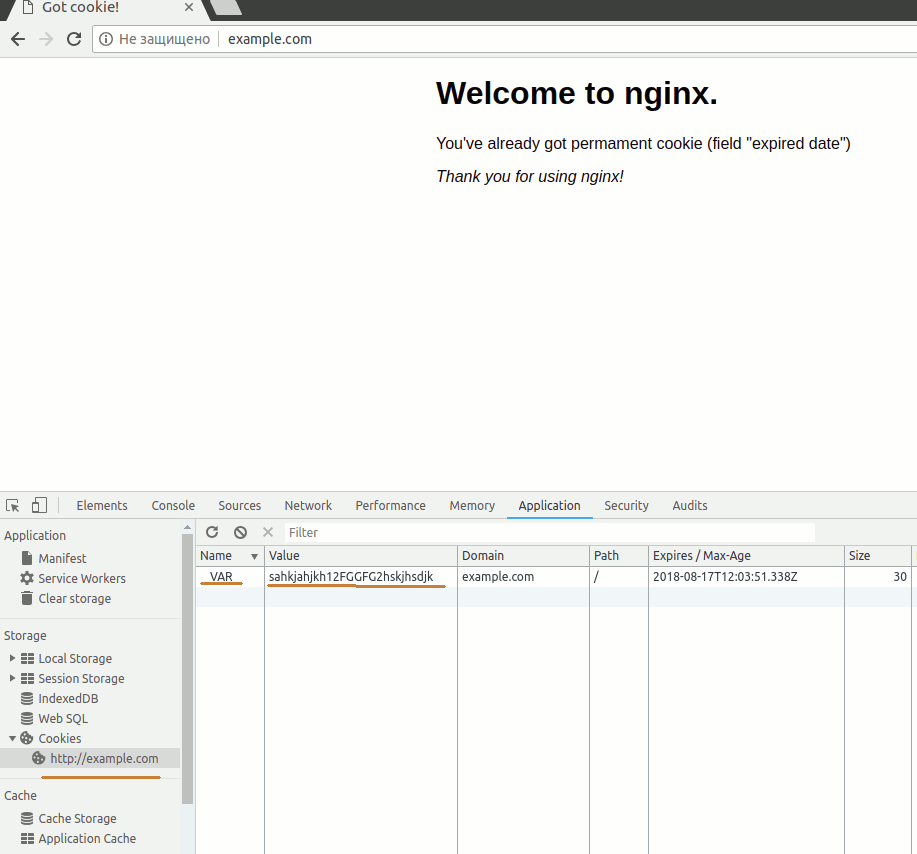 Got cookie!
Не защищено example.com
Welcome to nginx.
You've already got permament cookie (field "expired date")
Thank you for using nginx!
Elements Console Sources Network Performance Memory Application Security Audits
Application
Manifest
Service Workers
Clear storage
Storage
Local Storage
Session Storage
IndexedDB
Web SQL
Cookies
http://example.com
Cache
Cache Storage
Application Cache
Filter
Name Value Domain Path Expires / Max-Age Size
VAR sahkjahjkh12FGGFG2hskjhsdjk example.com / 2018-08-17T12:03:51.338Z 30